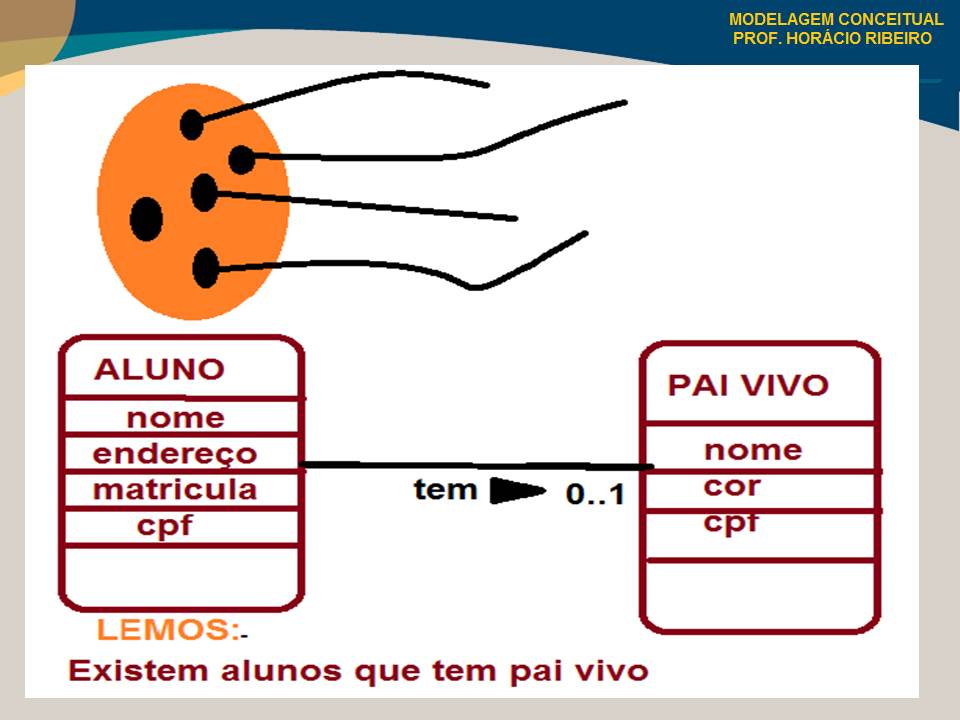 MODELAGEM CONCEITUAL
PROF. HORÁCIO RIBEIRO
ALUNO
nome
endereço
matricula
cpf
tem
0..1
PAI VIVO
nome
cor
cpf
LEMOS:-
Existem alunos que tem pai vivo